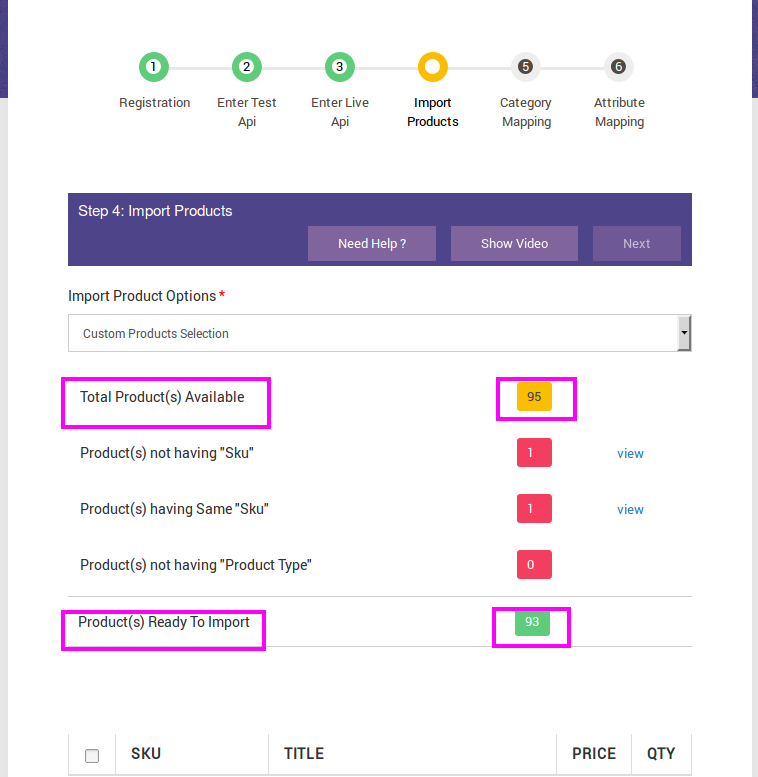 1 2 3 5 6
Registration Enter Test Api Enter Live Api Import Products Category Mapping Attribute Mapping
Step 4: Import Products
Need Help ? Show Video Next
Import Product Options *
Custom Products Selection
Total Product(s) Available 95
Product(s) not having "Sku" 1 view
Product(s) having Same "Sku" 1 view
Product(s) not having "Product Type" 0
Product(s) Ready To Import 93
SKU TITLE PRICE QTY